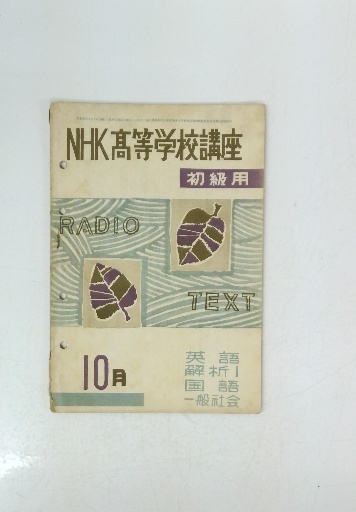 NHK高等学校講座
初級用
RADIO
TEXT
10月
英語
解析I
国語
一般社会